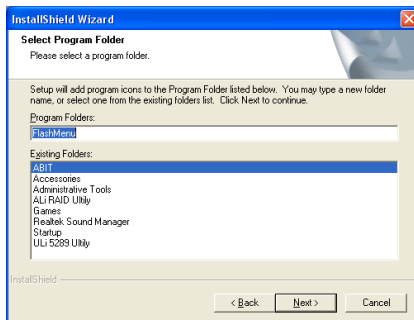 InstallShield Wizard
Select Program Folder
Please select a program folder.
Setup will add program icons to the Program Folder listed below. You may type a new folder
name, or select one from the existing folders list. Click Next to continue.
Program Folders:
FlashMenu
Existing Folders:
ABIT
Accessories
Administrative Tools
ALi RAID Ultily
Games
Realtek Sound Manager
Startup
ULi 5289 Ultily
InstallShield
< Back
Next >
Cancel